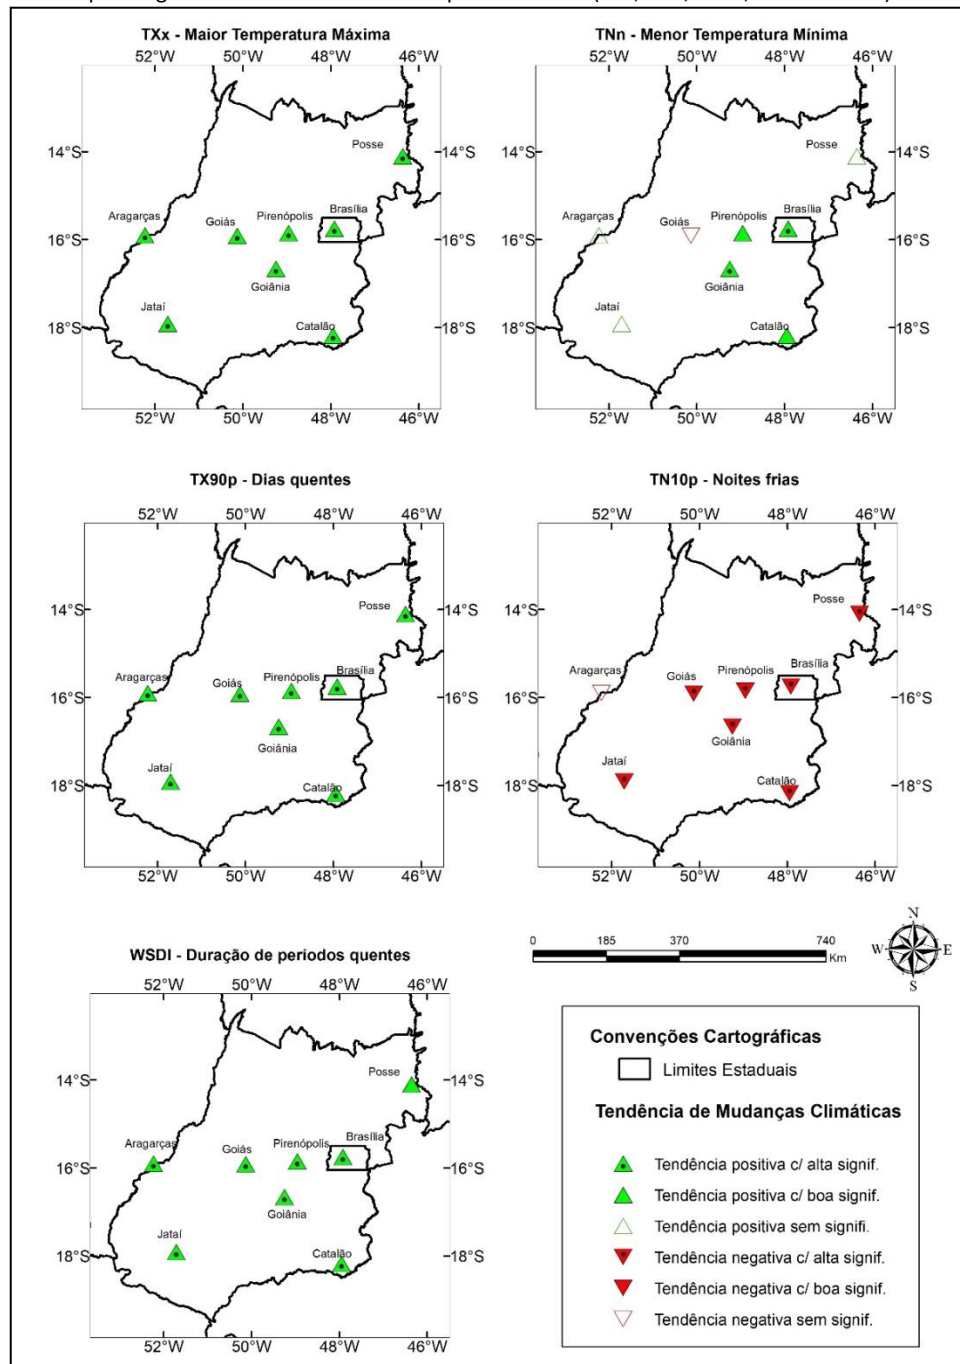 TXx - Maior Temperatura Máxima
52°W 50°W 48°W 46°W
Posse
14°S 14°S
Aragarças Goiás Pirenópolis Brasília
16°S 16°S
Goiânia
Jataí
18°S Catalão 18°S
52°W 50°W 48°W 46°W
TNn - Menor Temperatura Mínima
52°W 50°W 48°W 46°W
Posse
14°S 14°S
Aragarças Goiás Pirenópolis Brasília
16°S 16°S
Goiânia
Jataí
18°S Catalão 18°S
52°W 50°W 48°W 46°W
TX90p - Dias quentes
52°W 50°W 48°W 46°W
Posse
14°S 14°S
Aragarças Goiás Pirenópolis Brasília
16°S 16°S
Goiânia
Jataí
18°S Catalão 18°S
52°W 50°W 48°W 46°W
TN10p - Noites frias
52°W 50°W 48°W 46°W
Posse
14°S 14°S
Aragarças Goiás Pirenópolis Brasília
16°S 16°S
Goiânia
Jataí
18°S Catalão 18°S
52°W 50°W 48°W 46°W
WSDI - Duração de períodos quentes
52°W 50°W 48°W 46°W
Posse
14°S 14°S
Aragarças Goiás Pirenópolis Brasília
16°S 16°S
Goiânia
Jataí
18°S Catalão 18°S
52°W 50°W 48°W 46°W
0 185 370 740
Km
N
W E
S
Convenções Cartográficas
Limites Estaduais
Tendência de Mudanças Climáticas
Tendência positiva c/ alta signif.
Tendência positiva c/ boa signif.
Tendência positiva sem signifi.
Tendência negativa c/ alta signif.
Tendência negativa c/ boa signif.
Tendência negativa sem signif.